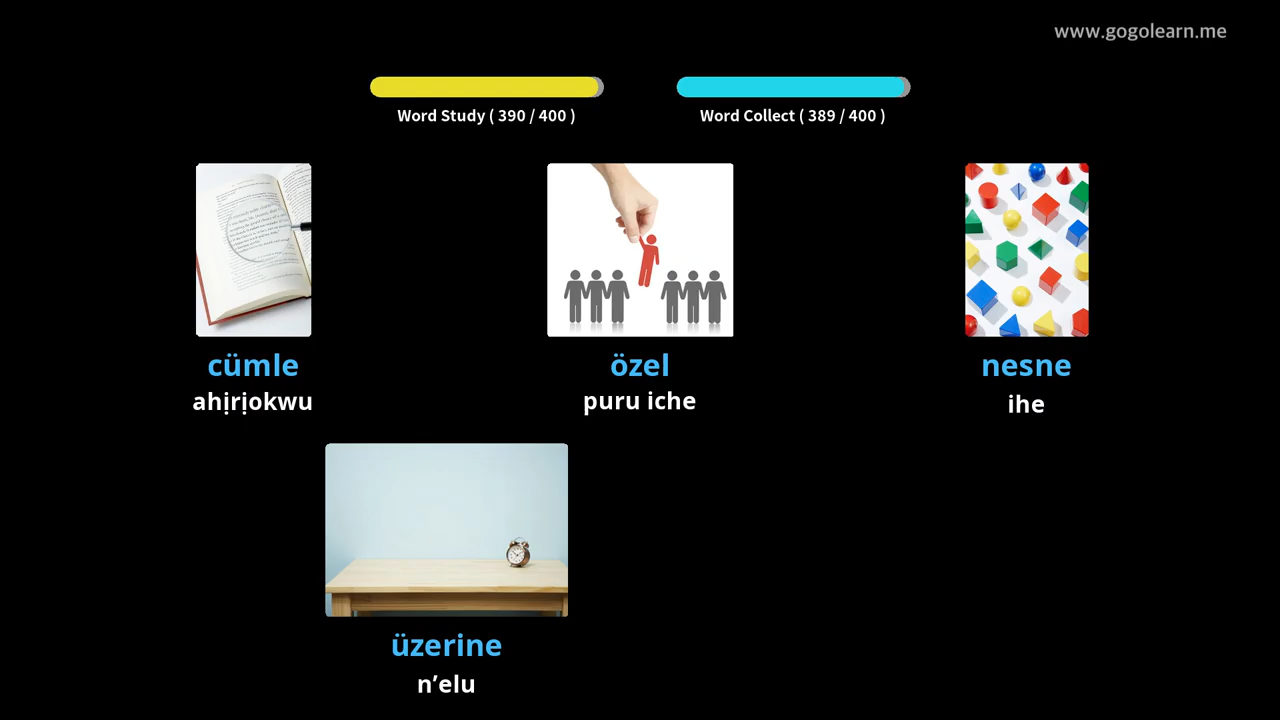 www.gogolearn.me
Word Study ( 390 / 400 )
Word Collect ( 389 / 400 )
cümle
ahịrịokwu
özel
puru iche
nesne
ihe
üzerine
n’elu